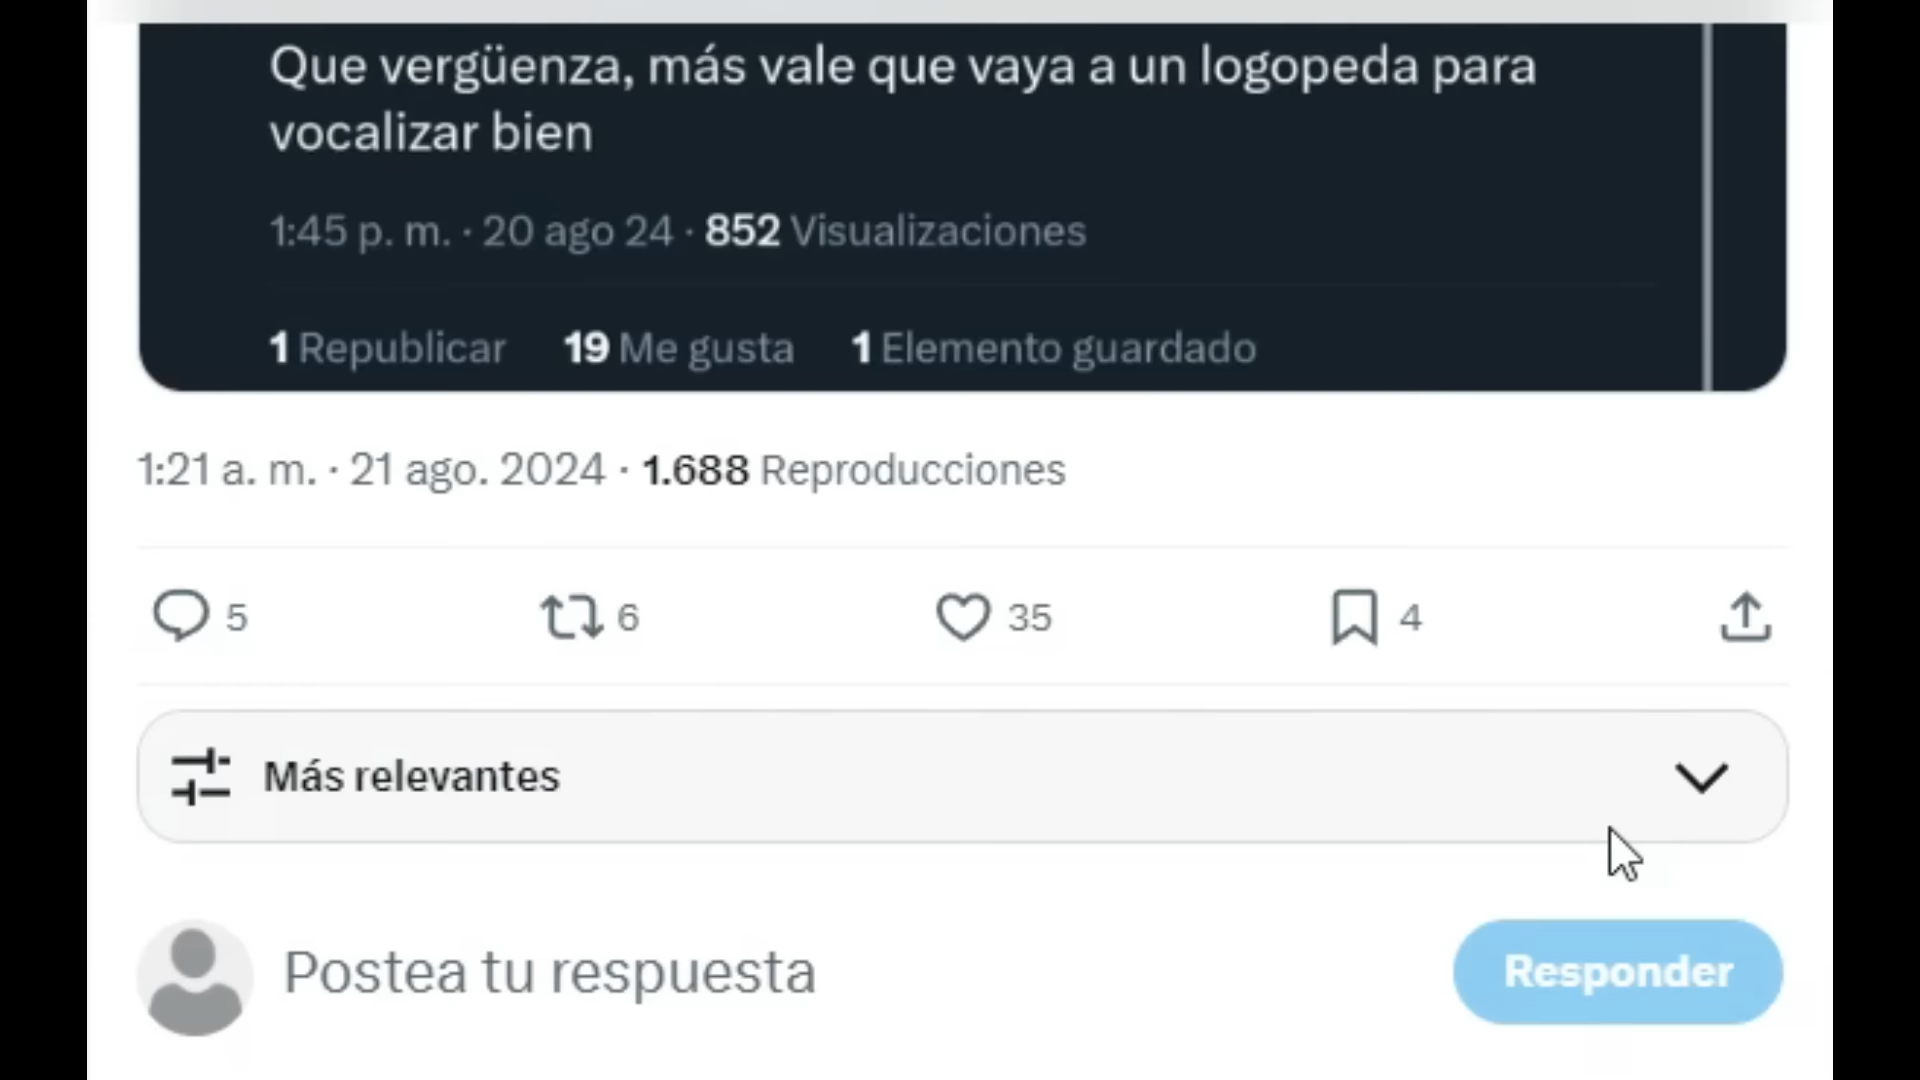 Que vergüenza, más vale que vaya a un logopeda para
vocalizar bien
1:45 p. m. · 20 ago 24 · 852 Visualizaciones
1 Republicar 19 Me gusta 1 Elemento guardado
1:21 a. m. · 21 ago. 2024 · 1.688 Reproducciones
5 6 35 4
Más relevantes
Postea tu respuesta Responder